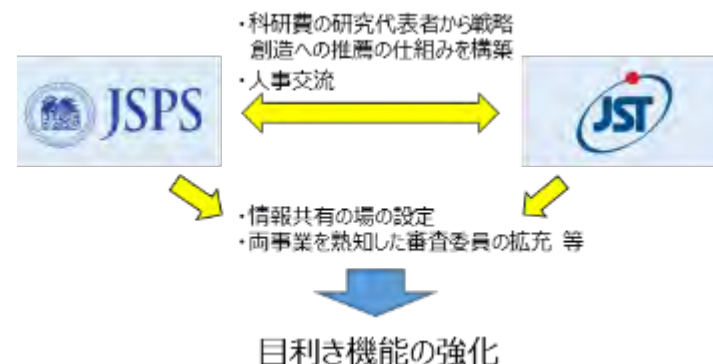 ・科研費の研究代表者から戦略
創造への推薦の仕組みを構築
・人事交流
JSPS
JST
・情報共有の場の設定
・両事業を熟知した審査委員の拡充 等
目利き機能の強化